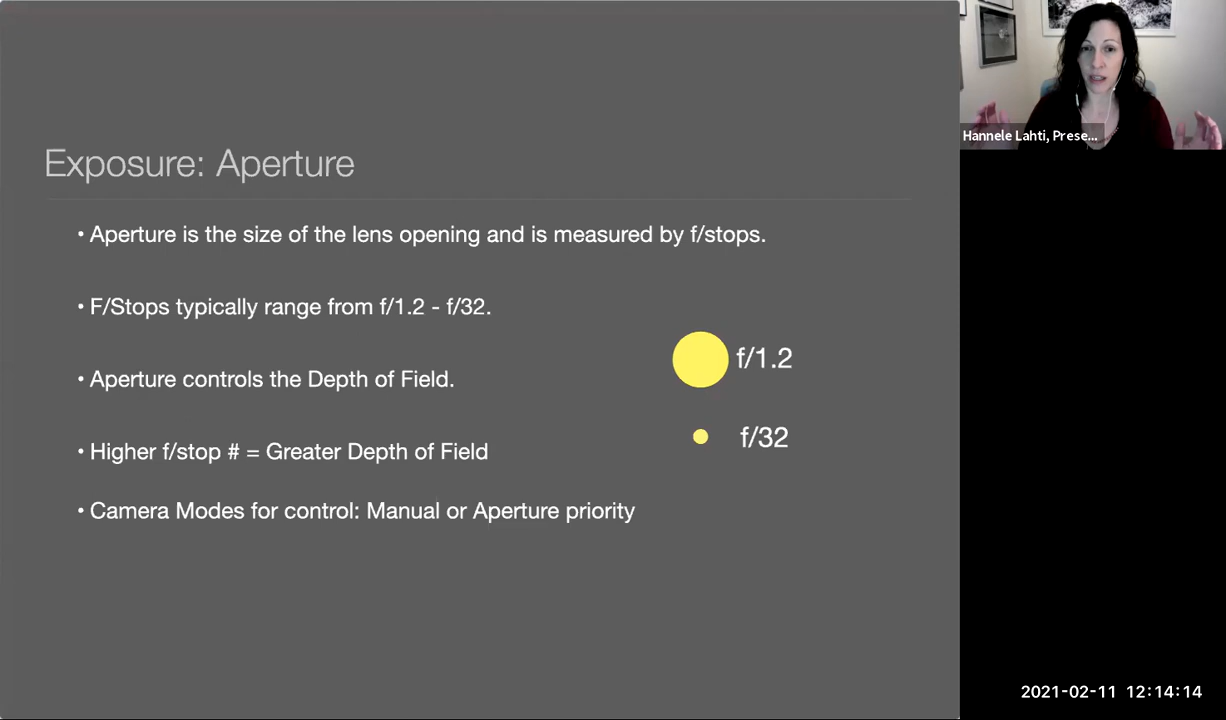 Exposure: Aperture
• Aperture is the size of the lens opening and is measured by f/stops.
• F/Stops typically range from f/1.2 - f/32.
f/1.2
• Aperture controls the Depth of Field.
f/32
• Higher f/stop # = Greater Depth of Field
• Camera Modes for control: Manual or Aperture priority
Hannele Lahti, Prese...
2021-02-11 12:14:14